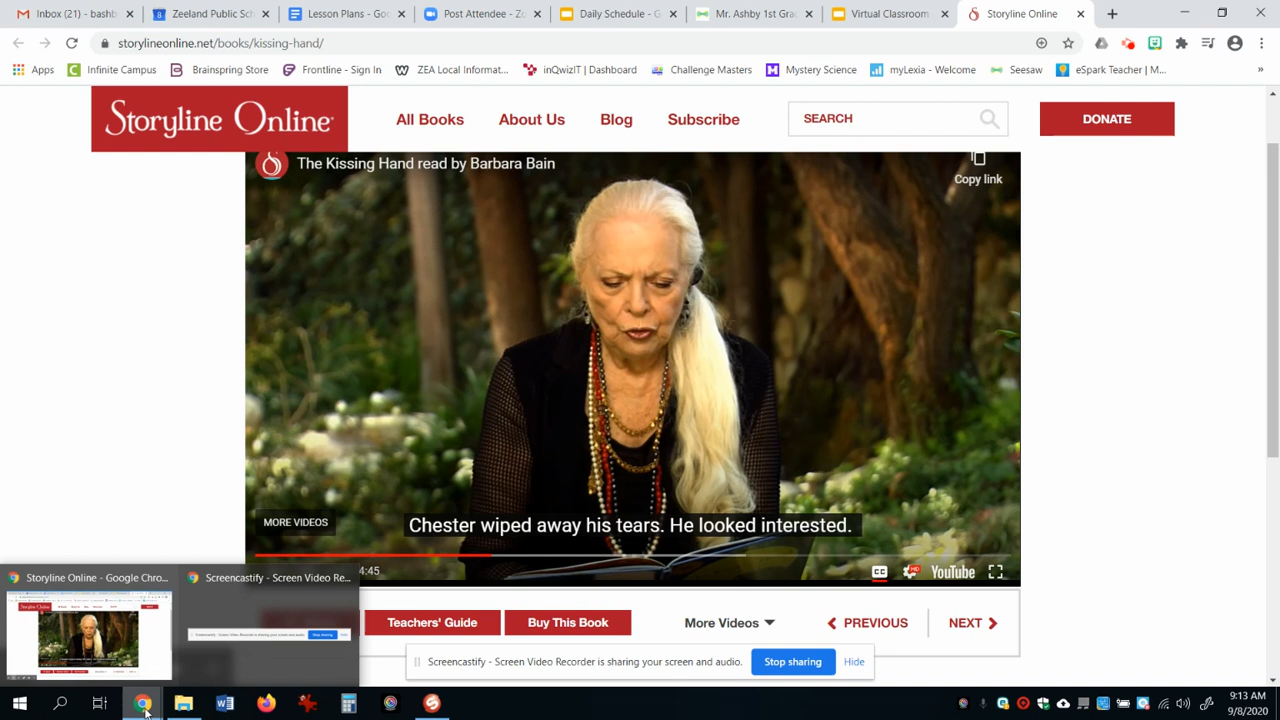 Inbox (21) - bwash
Zeeland Public Sch
Lesson Plans - Goo
Post Attendee - Zo
Daily Schedule - G
Mr.Ashby 1st Grad
Virtual Classroom
Storyline Online
storylineonline.net/books/kissing-hand/
Apps
Infinite Campus
Brainspring Store
Frontline - Sign In
ZEA Local Informat...
inQwizIT | Dashboard
Challenge Masters
Mystery Science
myLexia - Welcome
Seesaw
eSpark Teacher | M...
»
Storyline Online
All Books
About Us
Blog
Subscribe
SEARCH
DONATE
The Kissing Hand read by Barbara Bain
Copy link
MORE VIDEOS
Chester wiped away his tears. He looked interested.
4:45
CC
HD
YouTube
Storyline Online - Google Chro...
Screencastify - Screen Video Re...
Teachers' Guide
Buy This Book
More Videos
PREVIOUS
NEXT
Screencastify - Screen Video Recorder is sharing your screen and audio.
Stop sharing
Hide
9:13 AM
9/8/2020